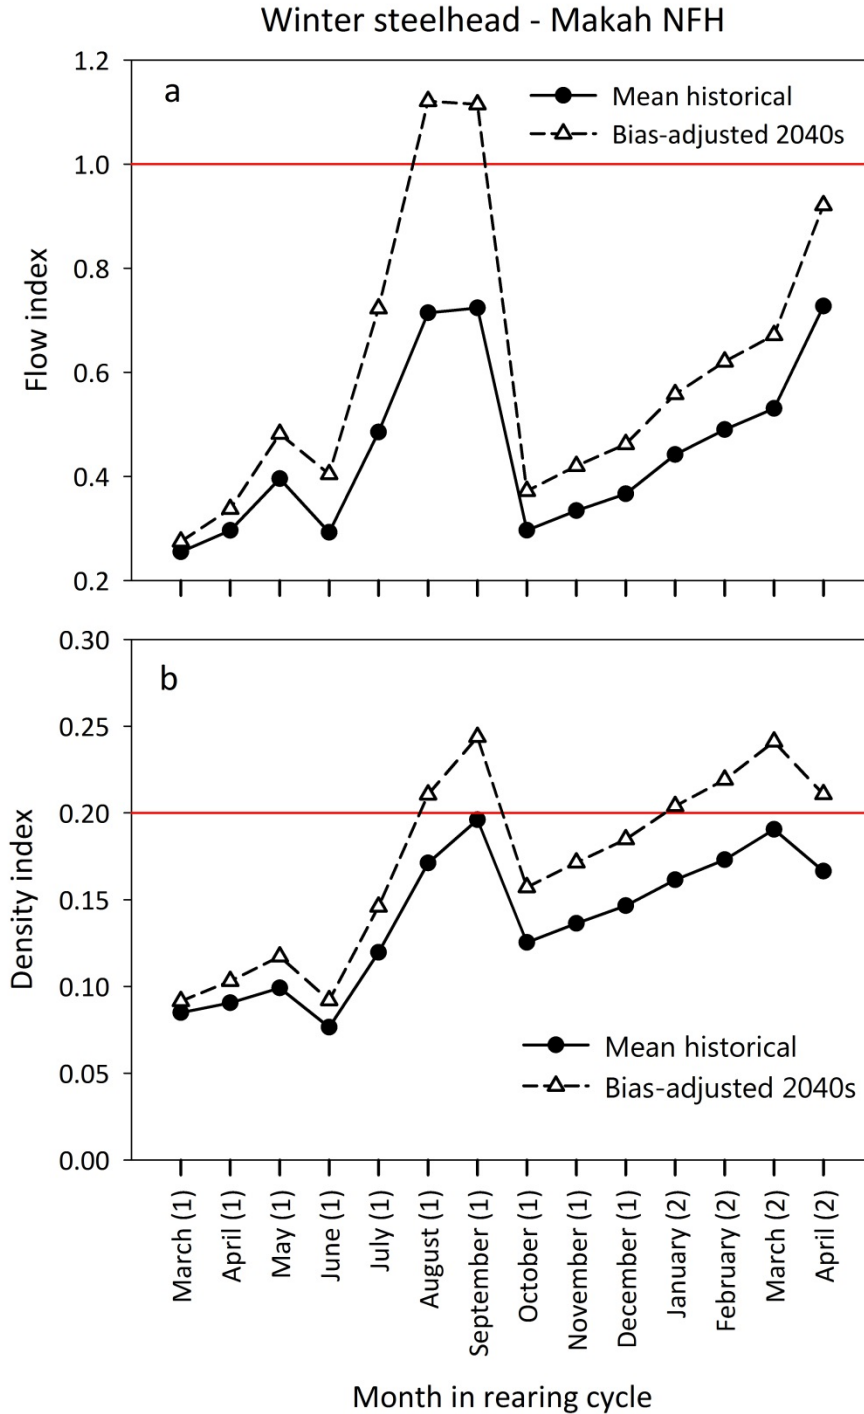 Winter steelhead - Makah NFH
a
Mean historical
Bias-adjusted 2040s
1.2
1.0
0.8
0.6
0.4
0.2
Flow index
b
0.30
0.25
0.20
0.15
0.10
0.05
0.00
Density index
Mean historical
Bias-adjusted 2040s
March (1)
April (1)
May (1)
June (1)
July (1)
August (1)
September (1)
October (1)
November (1)
December (1)
January (2)
February (2)
March (2)
April (2)
Month in rearing cycle